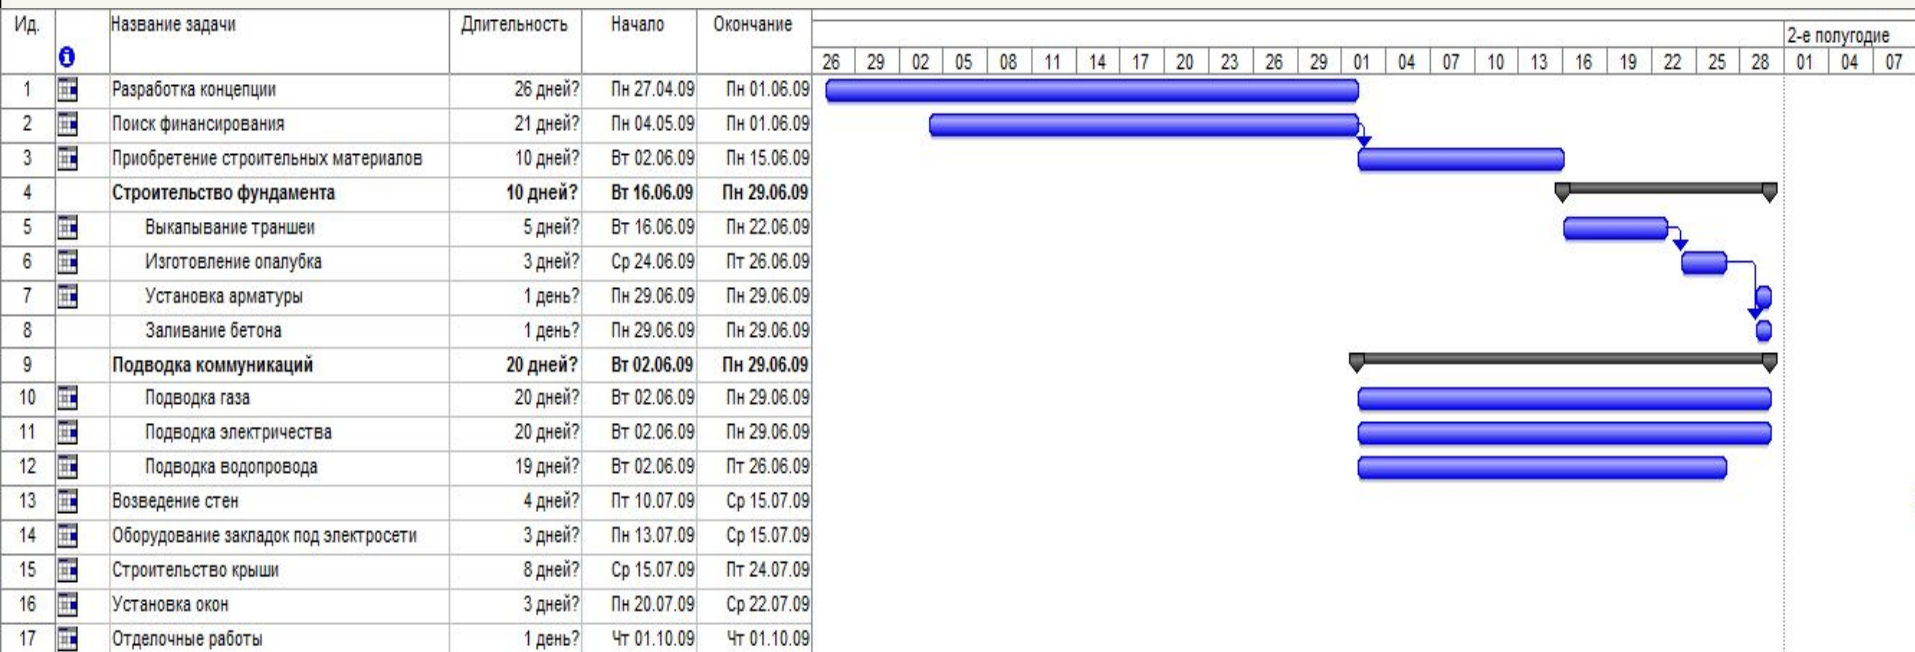 Ид. Название задачи Длительность Начало Окончание
2-е полугодие
26 29 02 05 08 11 14 17 20 23 26 29 01 04 07 10 13 16 19 22 25 28 01 04 07
1 Разработка концепции 26 дней? Пн 27.04.09 Пн 01.06.09
2 Поиск финансирования 21 дней? Пн 04.05.09 Пн 01.06.09
3 Приобретение строительных материалов 10 дней? Вт 02.06.09 Пн 15.06.09
4 Строительство фундамента 10 дней? Вт 16.06.09 Пн 29.06.09
5 Выкапывание траншеи 5 дней? Вт 16.06.09 Пн 22.06.09
6 Изготовление опалубка 3 дней? Ср 24.06.09 Пт 26.06.09
7 Установка арматуры 1 день? Пн 29.06.09 Пн 29.06.09
8 Заливание бетона 1 день? Пн 29.06.09 Пн 29.06.09
9 Подводка коммуникаций 20 дней? Вт 02.06.09 Пн 29.06.09
10 Подводка газа 20 дней? Вт 02.06.09 Пн 29.06.09
11 Подводка электричества 20 дней? Вт 02.06.09 Пн 29.06.09
12 Подводка водопровода 19 дней? Вт 02.06.09 Пт 26.06.09
13 Возведение стен 4 дней? Пт 10.07.09 Ср 15.07.09
14 Оборудование закладок под электросети 3 дней? Пн 13.07.09 Ср 15.07.09
15 Строительство крыши 8 дней? Ср 15.07.09 Пт 24.07.09
16 Установка окон 3 дней? Пн 20.07.09 Ср 22.07.09
17 Отделочные работы 1 день? Чт 01.10.09 Чт 01.10.09